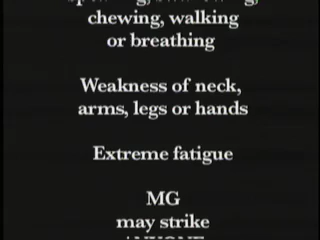 chewing, walking
or breathing
Weakness of neck,
arms, legs or hands
Extreme fatigue
MG
may strike